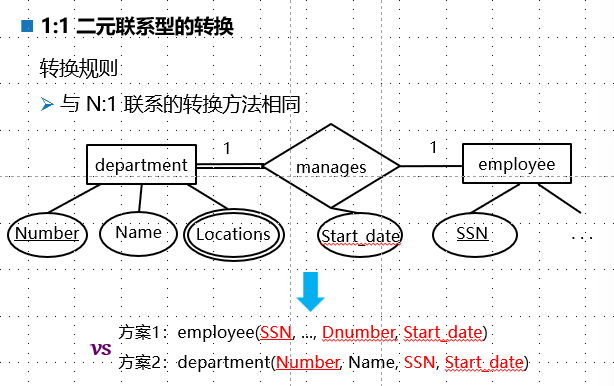 1:1 二元联系型的转换
转换规则
与 N:1 联系的转换方法相同
department 1 manages 1 employee
Number Name Locations Start_date SSN ...
方案1：employee(SSN, ..., Dnumber, Start_date)
vs
方案2：department(Number, Name, SSN, Start_date)